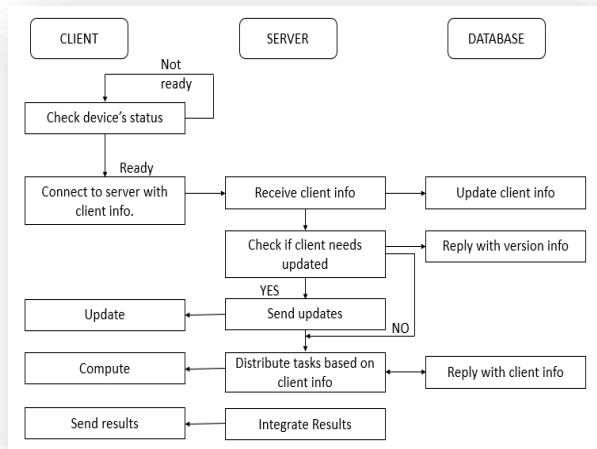 CLIENT
SERVER
DATABASE
Not
ready
Check device's status
Ready
Connect to server with
client info.
Receive client info
Update client info
Check if client needs
updated
Reply with version info
YES
Update
Send updates
NO
Compute
Distribute tasks based on
client info
Reply with client info
Send results
Integrate Results